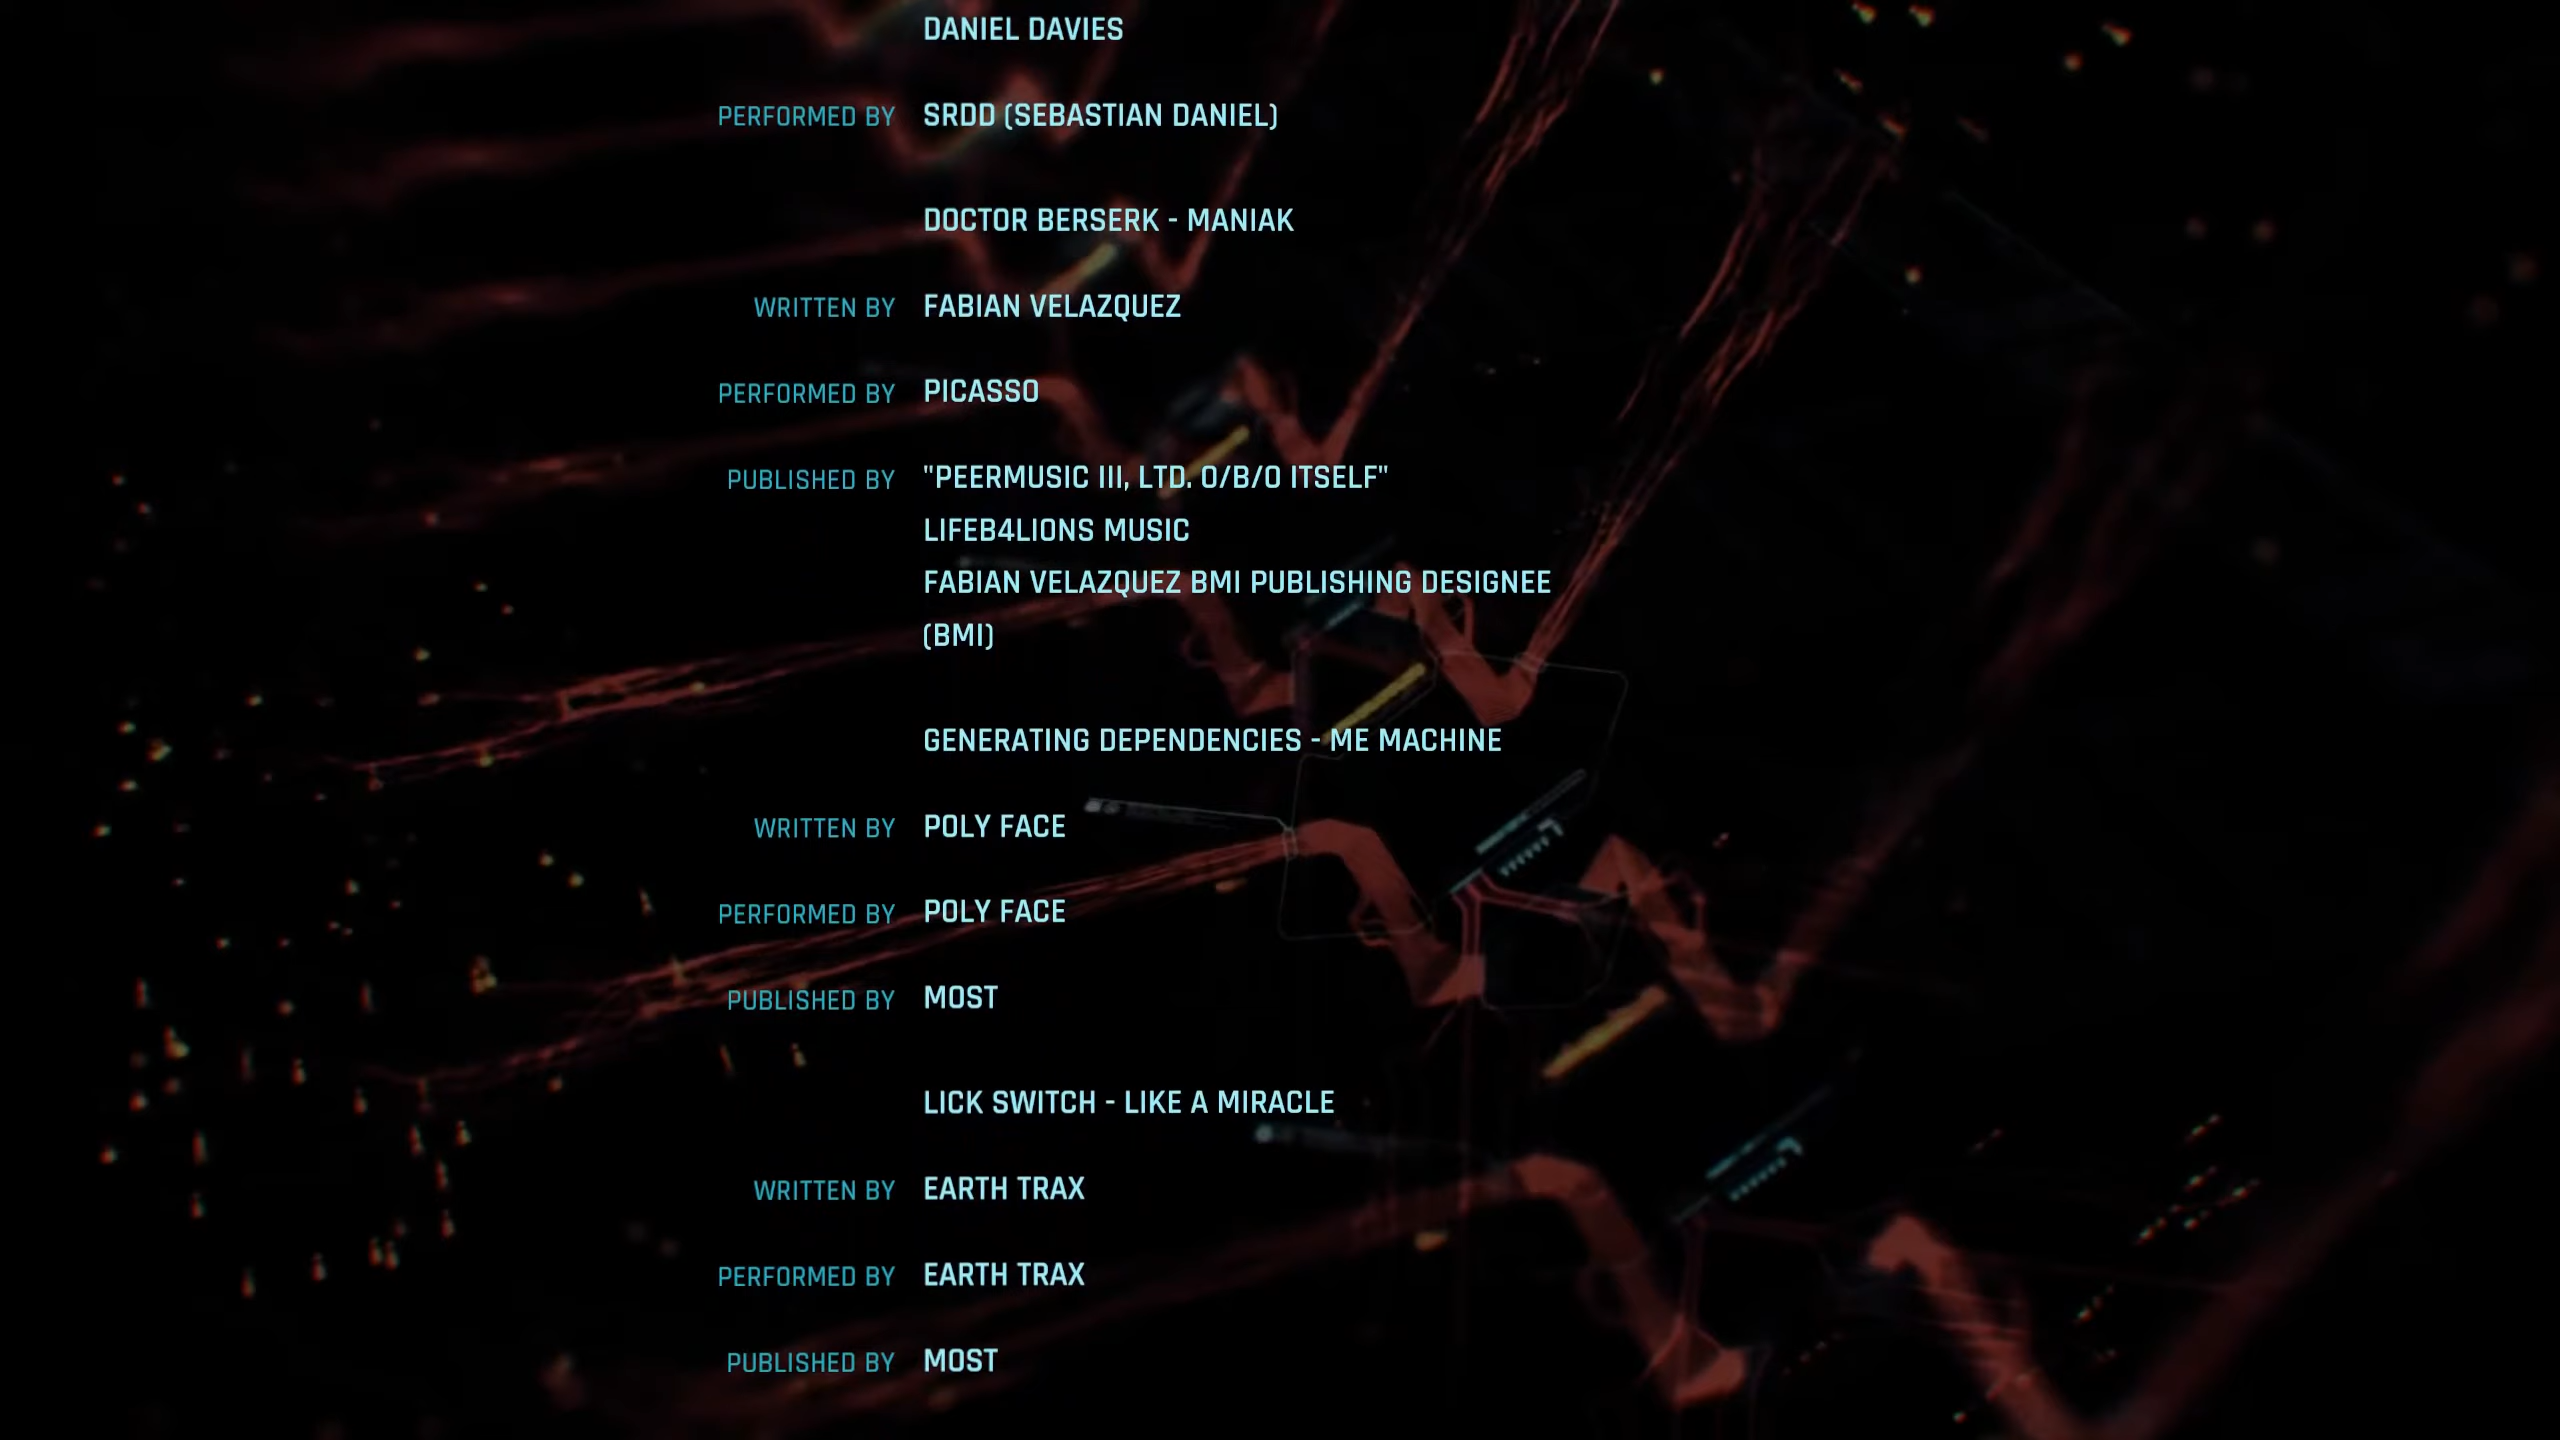 DANIEL DAVIES
PERFORMED BY SRDD (SEBASTIAN DANIEL)
DOCTOR BERSERK - MANIAK
WRITTEN BY FABIAN VELAZQUEZ
PERFORMED BY PICASSO
PUBLISHED BY "PEERMUSIC III, LTD. O/B/O ITSELF"
LIFEB4LIONS MUSIC
FABIAN VELAZQUEZ BMI PUBLISHING DESIGNEE
(BMI)
GENERATING DEPENDENCIES - ME MACHINE
WRITTEN BY POLY FACE
PERFORMED BY POLY FACE
PUBLISHED BY MOST
LICK SWITCH - LIKE A MIRACLE
WRITTEN BY EARTH TRAX
PERFORMED BY EARTH TRAX
PUBLISHED BY MOST